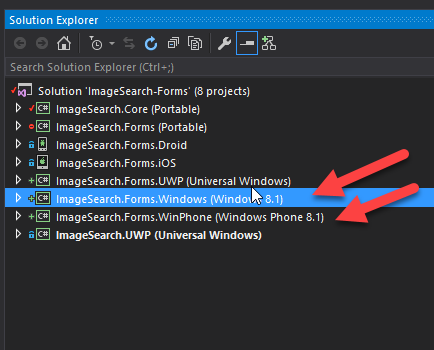 Solution Explorer
Search Solution Explorer (Ctrl+;)
Solution 'ImageSearch-Forms' (8 projects)
C# ImageSearch.Core (Portable)
C# ImageSearch.Forms (Portable)
ImageSearch.Forms.Droid
ImageSearch.Forms.iOS
C# ImageSearch.Forms.UWP (Universal Windows)
C# ImageSearch.Forms.Windows (Windows 8.1)
C# ImageSearch.Forms.WinPhone (Windows Phone 8.1)
C# ImageSearch.UWP (Universal Windows)